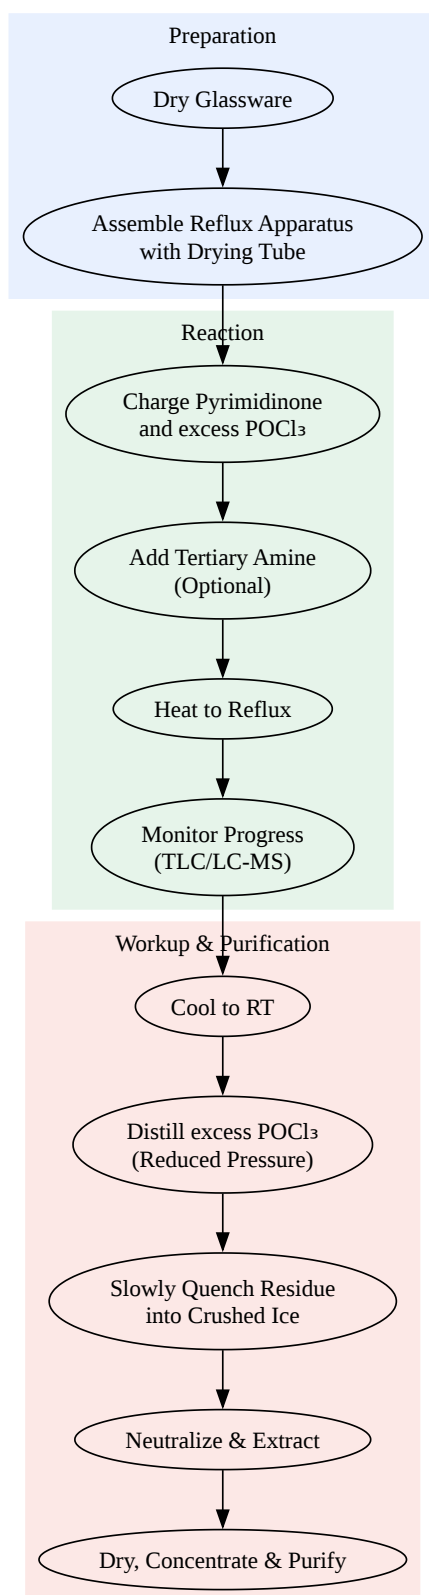 Preparation
Dry Glassware
Assemble Reflux Apparatus
with Drying Tube
Reaction
Charge Pyrimidinone
and excess POCl₃
Add Tertiary Amine
(Optional)
Heat to Reflux
Monitor Progress
(TLC/LC-MS)
Workup & Purification
Cool to RT
Distill excess POCl₃
(Reduced Pressure)
Slowly Quench Residue
into Crushed Ice
Neutralize & Extract
Dry, Concentrate & Purify